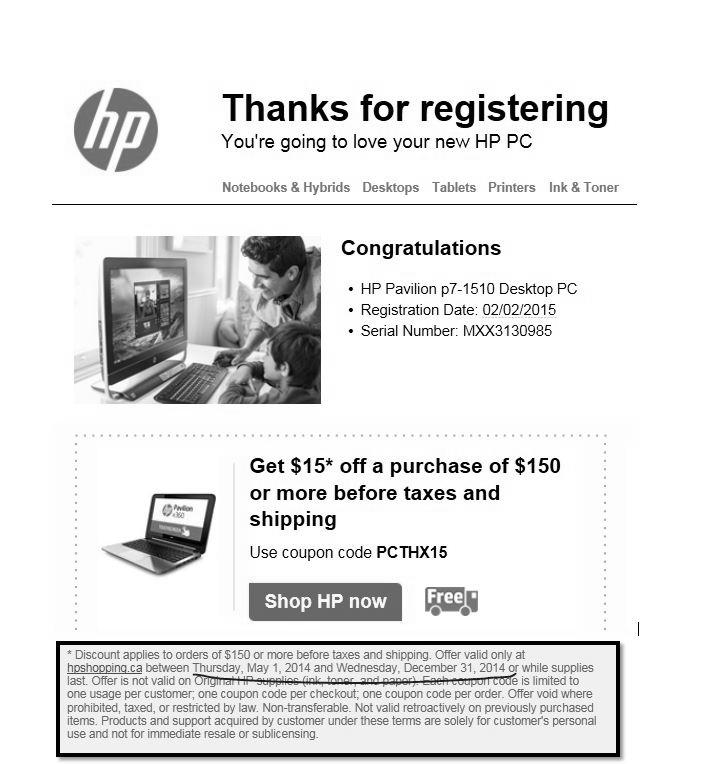 hp
Thanks for registering
You're going to love your new HP PC
Notebooks & Hybrids Desktops Tablets Printers Ink & Toner
Congratulations
• HP Pavilion p7-1510 Desktop PC
• Registration Date: 02/02/2015
• Serial Number: MXX3130985
Get $15* off a purchase of $150
or more before taxes and
shipping
hp Pavilion
x360
Use coupon code PCTHX15
Shop HP now
Free
* Discount applies to orders of $150 or more before taxes and shipping. Offer valid only at
hpshopping.ca between Thursday, May 1, 2014 and Wednesday, December 31, 2014 or while supplies
last. Offer is not valid on Original HP supplies (ink, toner, and paper). Each coupon code is limited to
one usage per customer; one coupon code per checkout; one coupon code per order. Offer void where
prohibited, taxed, or restricted by law. Non-transferable. Not valid retroactively on previously purchased
items. Products and support acquired by customer under these terms are solely for customer's personal
use and not for immediate resale or sublicensing.